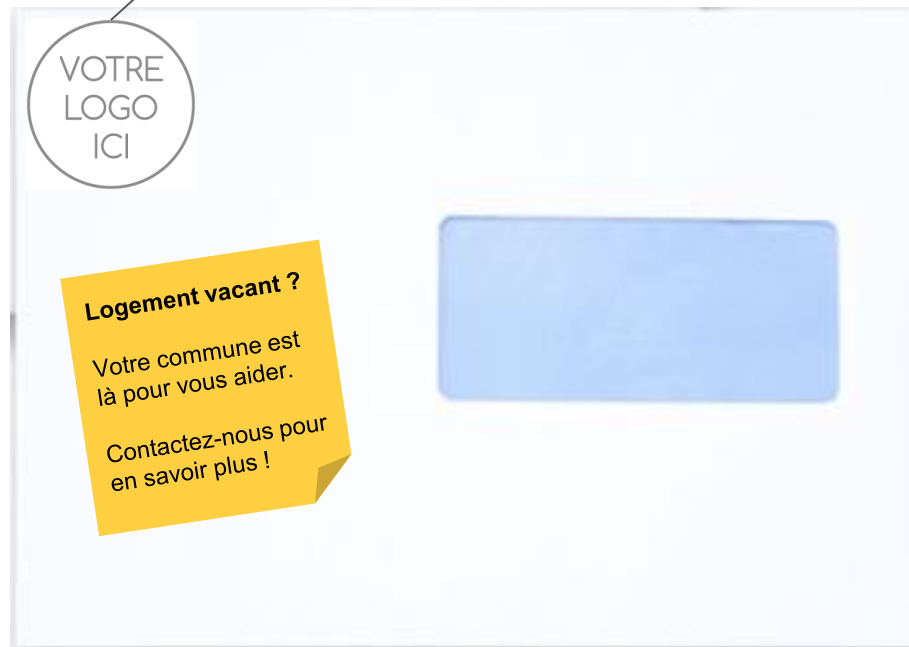 VOTRE
LOGO
ICI
Logement vacant ?
Votre commune est
là pour vous aider.
Contactez-nous pour
en savoir plus !